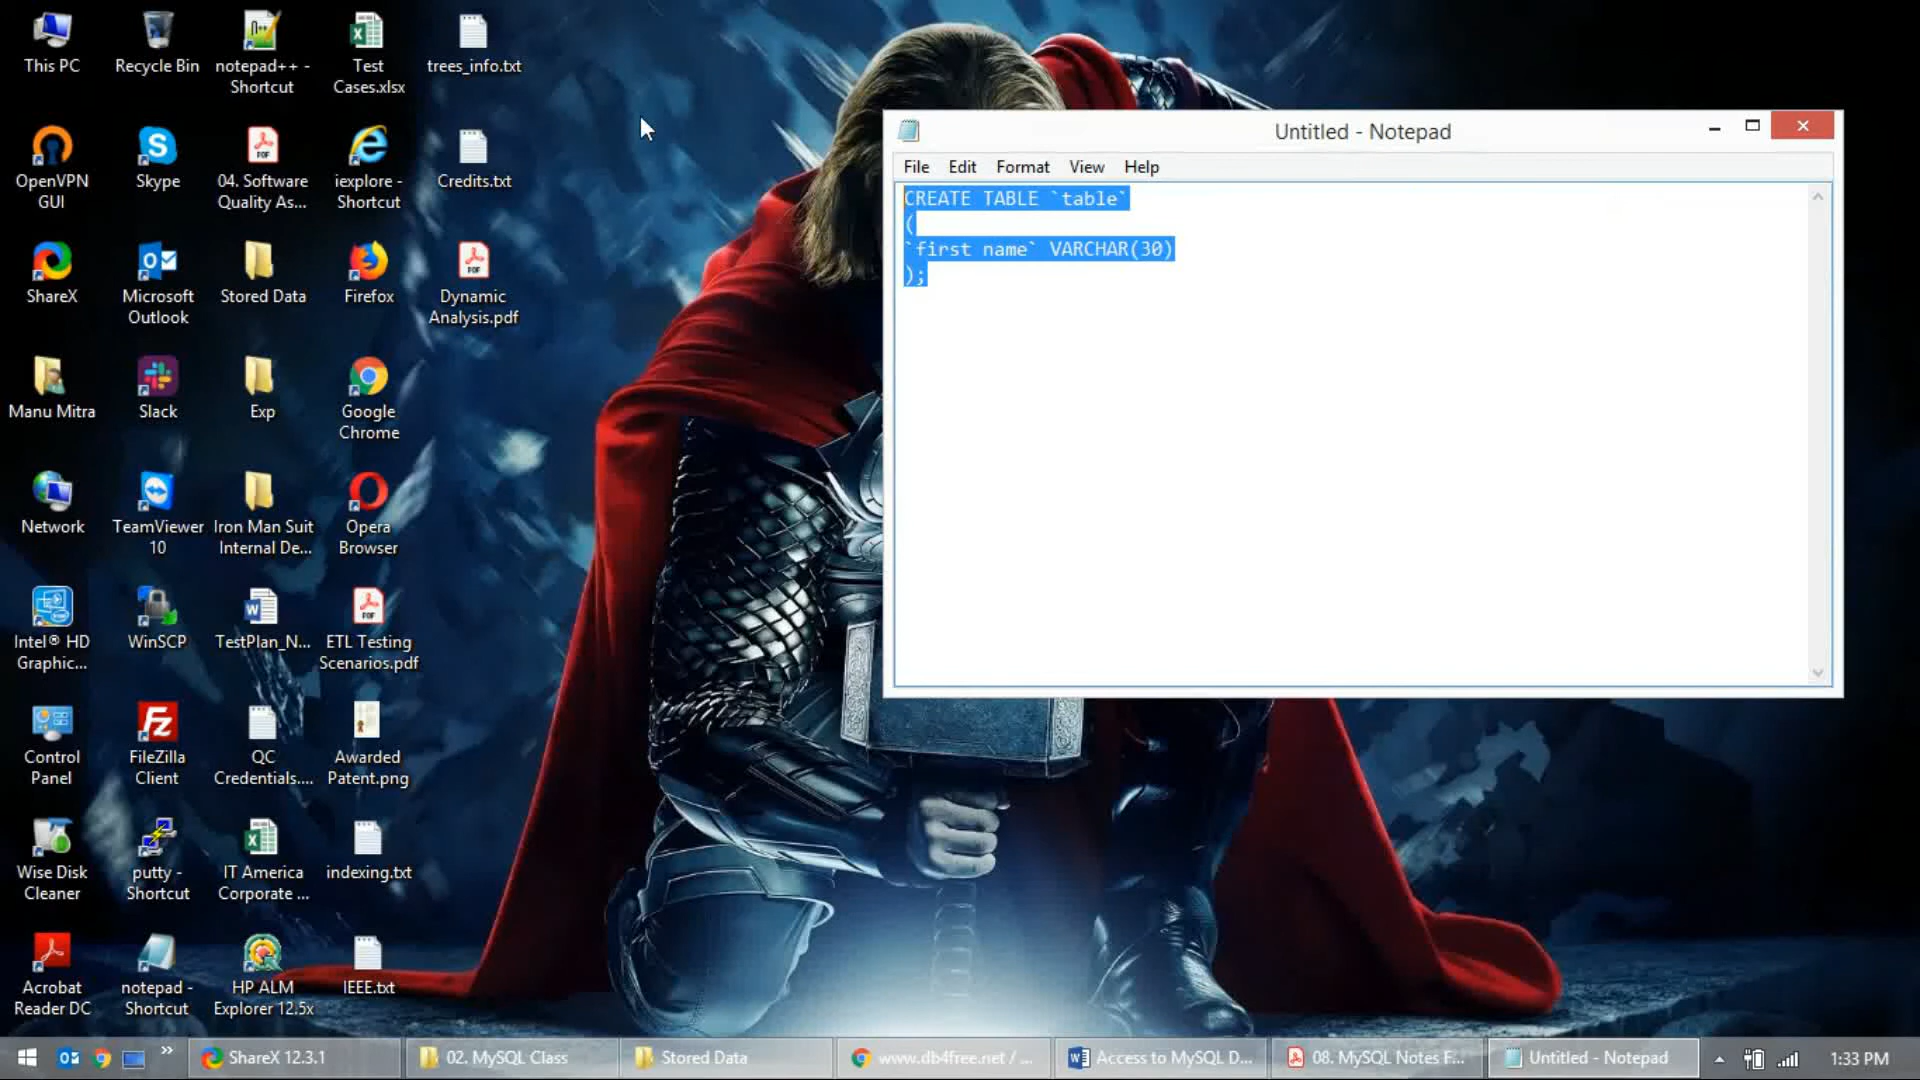 This PC
Recycle Bin
notepad++ -
Shortcut
Test
Cases.xlsx
trees_info.txt
OpenVPN
GUI
Skype
04. Software
Quality As...
iexplore -
Shortcut
Credits.txt
ShareX
Microsoft
Outlook
Stored Data
Firefox
Dynamic
Analysis.pdf
Manu Mitra
Slack
Exp
Google
Chrome
Network
TeamViewer
10
Iron Man Suit
Internal De...
Opera
Browser
Intel® HD
Graphic...
WinSCP
TestPlan_N...
ETL Testing
Scenarios.pdf
Control
Panel
FileZilla
Client
QC
Credentials....
Awarded
Patent.png
Wise Disk
Cleaner
putty -
Shortcut
IT America
Corporate ...
indexing.txt
Acrobat
Reader DC
notepad -
Shortcut
HP ALM
Explorer 12.5x
IEEE.txt
Untitled - Notepad
File Edit Format View Help
CREATE TABLE `table`
(
`first name` VARCHAR(30)
);
ShareX 12.3.1
02. MySQL Class
Stored Data
www.db4free.net / ...
Access to MySQL D...
08. MySQL Notes F...
Untitled - Notepad
1:33 PM